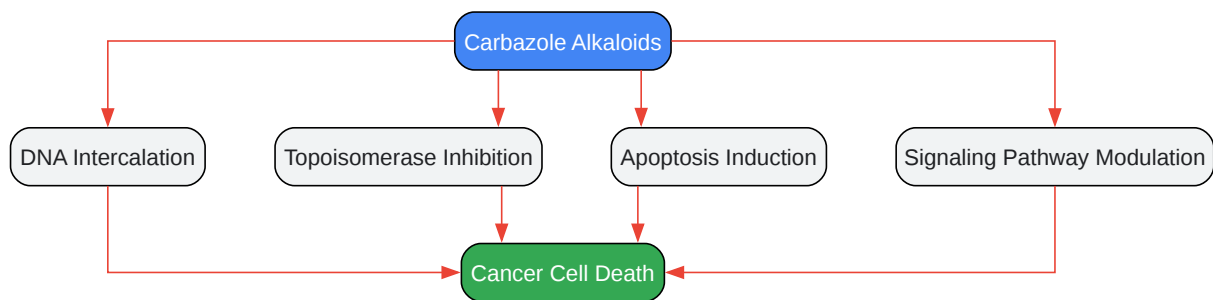 Carbazole Alkaloids
DNA Intercalation
Topoisomerase Inhibition
Apoptosis Induction
Signaling Pathway Modulation
Cancer Cell Death